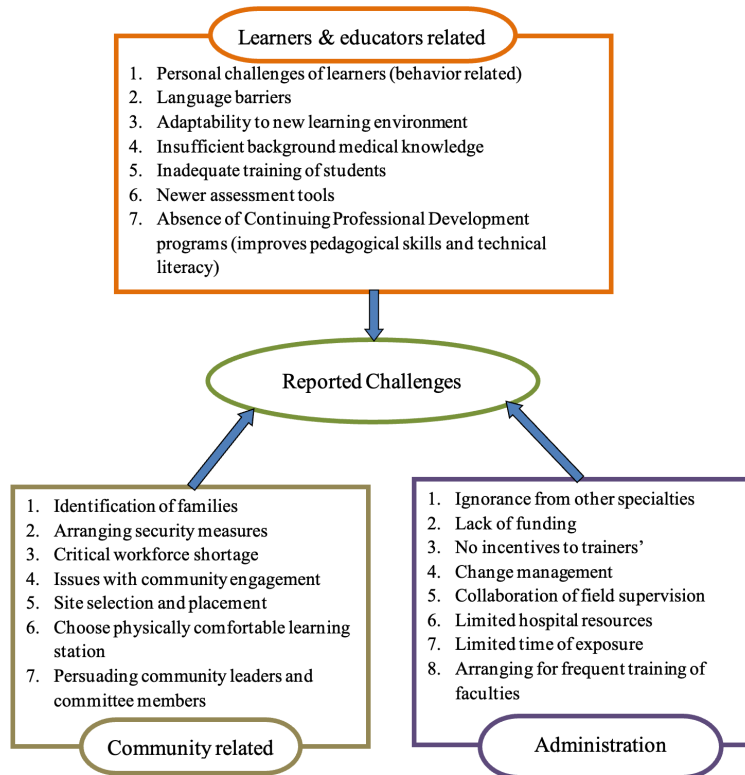 Learners & educators related
1. Personal challenges of learners (behavior related)
2. Language barriers
3. Adaptability to new learning environment
4. Insufficient background medical knowledge
5. Inadequate training of students
6. Newer assessment tools
7. Absence of Continuing Professional Development
programs (improves pedagogical skills and technical
literacy)
Reported Challenges
1. Identification of families
2. Arranging security measures
3. Critical workforce shortage
4. Issues with community engagement
5. Site selection and placement
6. Choose physically comfortable learning
station
7. Persuading community leaders and
committee members
Community related
1. Ignorance from other specialties
2. Lack of funding
3. No incentives to trainers’
4. Change management
5. Collaboration of field supervision
6. Limited hospital resources
7. Limited time of exposure
8. Arranging for frequent training of
faculties
Administration